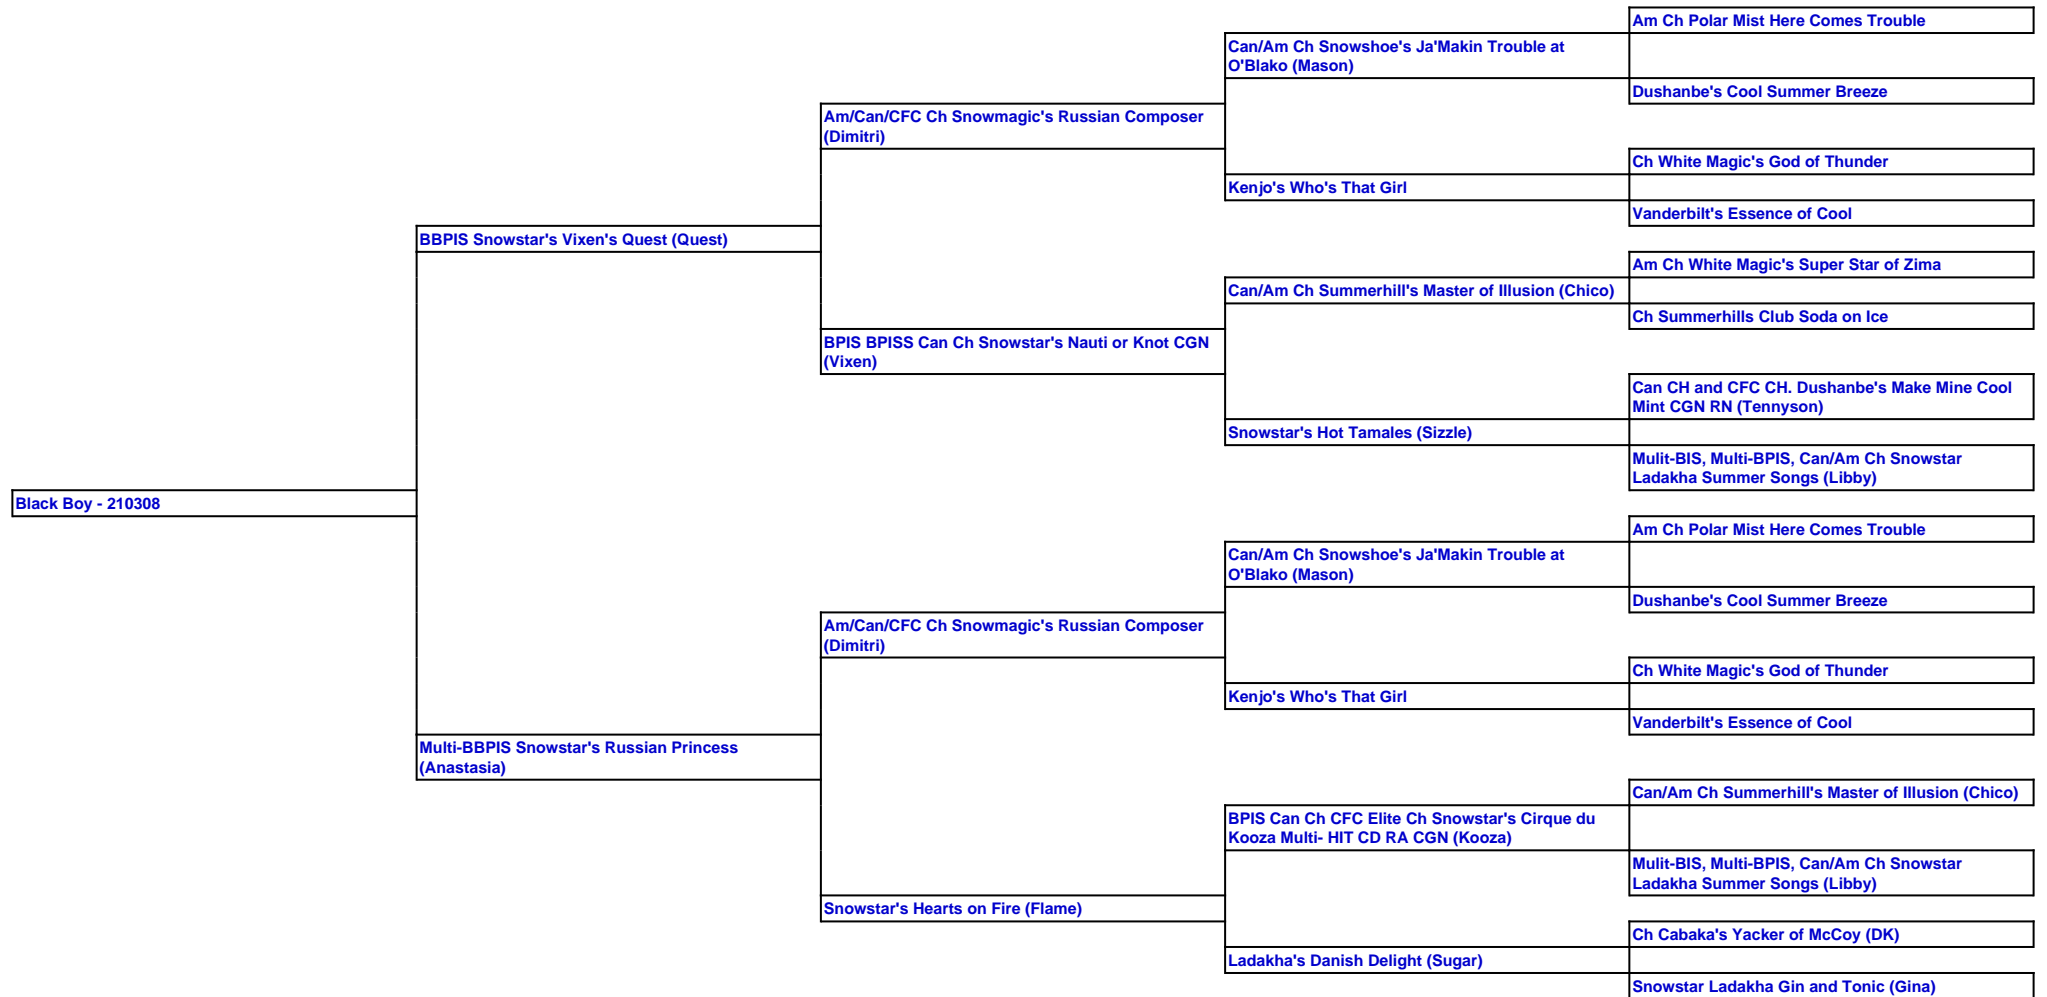 Am Ch Polar Mist Here Comes Trouble
Can/Am Ch Snowshoe's Ja'Makin Trouble at
O'Blako (Mason)
Dushanbe's Cool Summer Breeze
Am/Can/CFC Ch Snowmagic's Russian Composer
(Dimitri)
Ch White Magic's God of Thunder
Kenjo's Who's That Girl
Vanderbilt's Essence of Cool
BBPIS Snowstar's Vixen's Quest (Quest)
Am Ch White Magic's Super Star of Zima
Can/Am Ch Summerhill's Master of Illusion (Chico)
Ch Summerhills Club Soda on Ice
BPIS BPISS Can Ch Snowstar's Nauti or Knot CGN
(Vixen)
Can CH and CFC CH. Dushanbe's Make Mine Cool
Mint CGN RN (Tennyson)
Snowstar's Hot Tamales (Sizzle)
Mulit-BIS, Multi-BPIS, Can/Am Ch Snowstar
Ladakha Summer Songs (Libby)
Black Boy - 210308
Am Ch Polar Mist Here Comes Trouble
Can/Am Ch Snowshoe's Ja'Makin Trouble at
O'Blako (Mason)
Dushanbe's Cool Summer Breeze
Am/Can/CFC Ch Snowmagic's Russian Composer
(Dimitri)
Ch White Magic's God of Thunder
Kenjo's Who's That Girl
Vanderbilt's Essence of Cool
Multi-BBPIS Snowstar's Russian Princess
(Anastasia)
Can/Am Ch Summerhill's Master of Illusion (Chico)
BPIS Can Ch CFC Elite Ch Snowstar's Cirque du
Kooza Multi- HIT CD RA CGN (Kooza)
Mulit-BIS, Multi-BPIS, Can/Am Ch Snowstar
Ladakha Summer Songs (Libby)
Snowstar's Hearts on Fire (Flame)
Ch Cabaka's Yacker of McCoy (DK)
Ladakha's Danish Delight (Sugar)
Snowstar Ladakha Gin and Tonic (Gina)